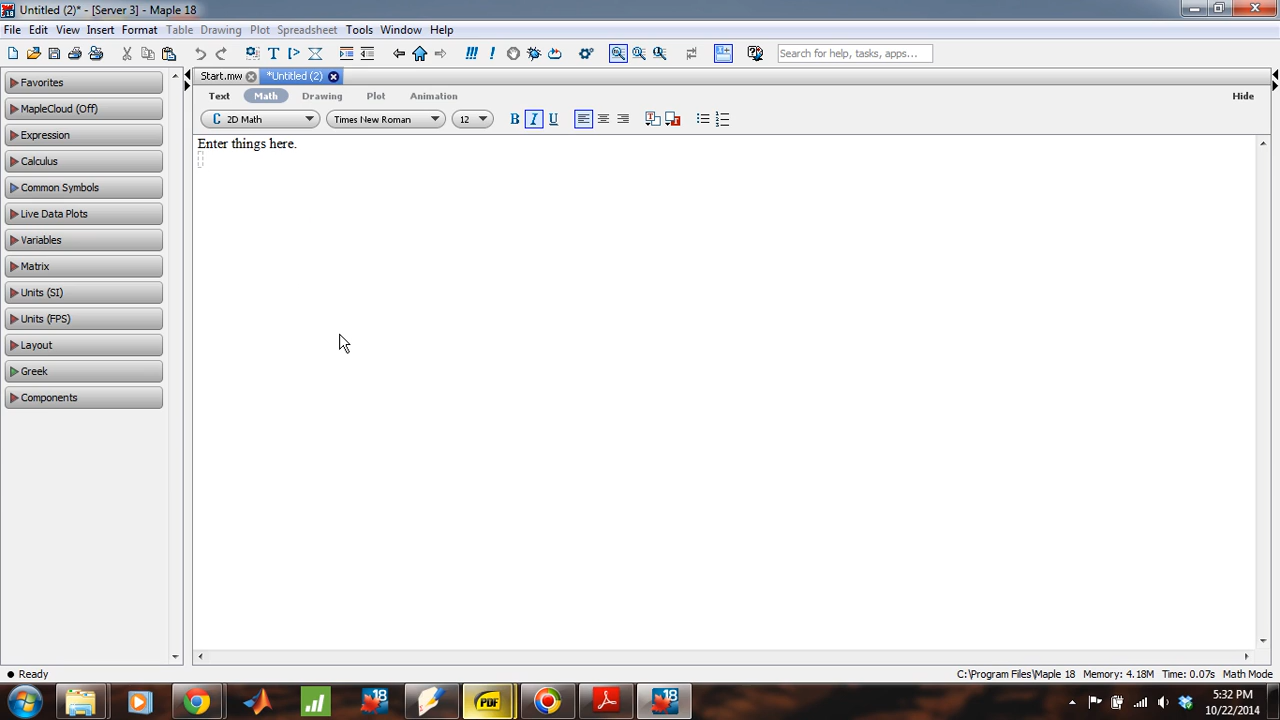 Untitled (2)* - [Server 3] - Maple 18
File Edit View Insert Format Table Drawing Plot Spreadsheet Tools Window Help
Search for help, tasks, apps...
Favorites
MapleCloud (Off)
Expression
Calculus
Common Symbols
Live Data Plots
Variables
Matrix
Units (SI)
Units (FPS)
Layout
Greek
Components
Start.mw *Untitled (2)
Text Math Drawing Plot Animation Hide
C 2D Math Times New Roman 12 B I U
Enter things here.
Ready C:\Program Files\Maple 18 Memory: 4.18M Time: 0.07s Math Mode
18 PDF 18
5:32 PM
10/22/2014